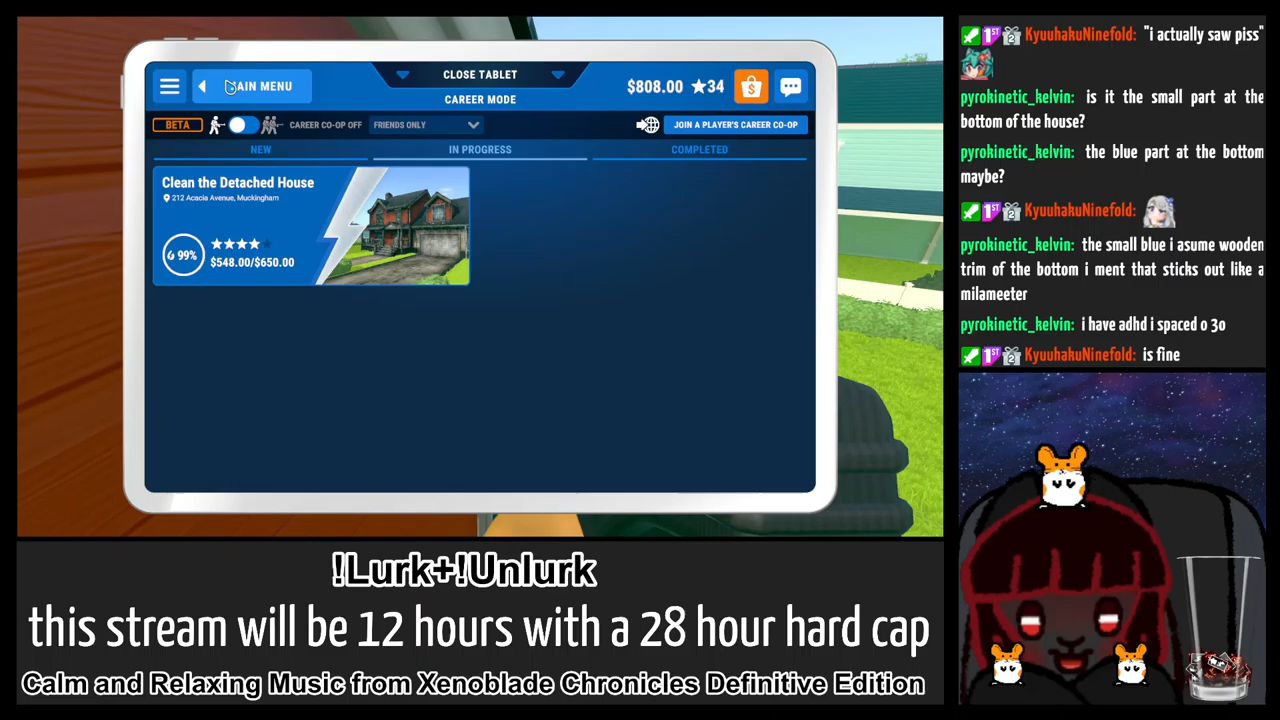 CLOSE TABLET
AIN MENU
$808.00 ★34
CAREER MODE
BETA
CAREER CO-OP OFF
FRIENDS ONLY
JOIN A PLAYER'S CAREER CO-OP
NEW
IN PROGRESS
COMPLETED
Clean the Detached House
212 Acacia Avenue, Muckingham
99%
$548.00/$650.00
KyuuhakuNinefold: "i actually saw piss"
pyrokinetic_kelvin: is it the small part at the
bottom of the house?
pyrokinetic_kelvin: the blue part at the bottom
maybe?
KyuuhakuNinefold:
pyrokinetic_kelvin: the small blue i asume wooden
trim of the bottom i ment that sticks out like a
milameeter
pyrokinetic_kelvin: i have adhd i spaced o 3o
KyuuhakuNinefold: is fine
!Lurk+!Unlurk
this stream will be 12 hours with a 28 hour hard cap
Calm and Relaxing Music from Xenoblade Chronicles Definitive Edition